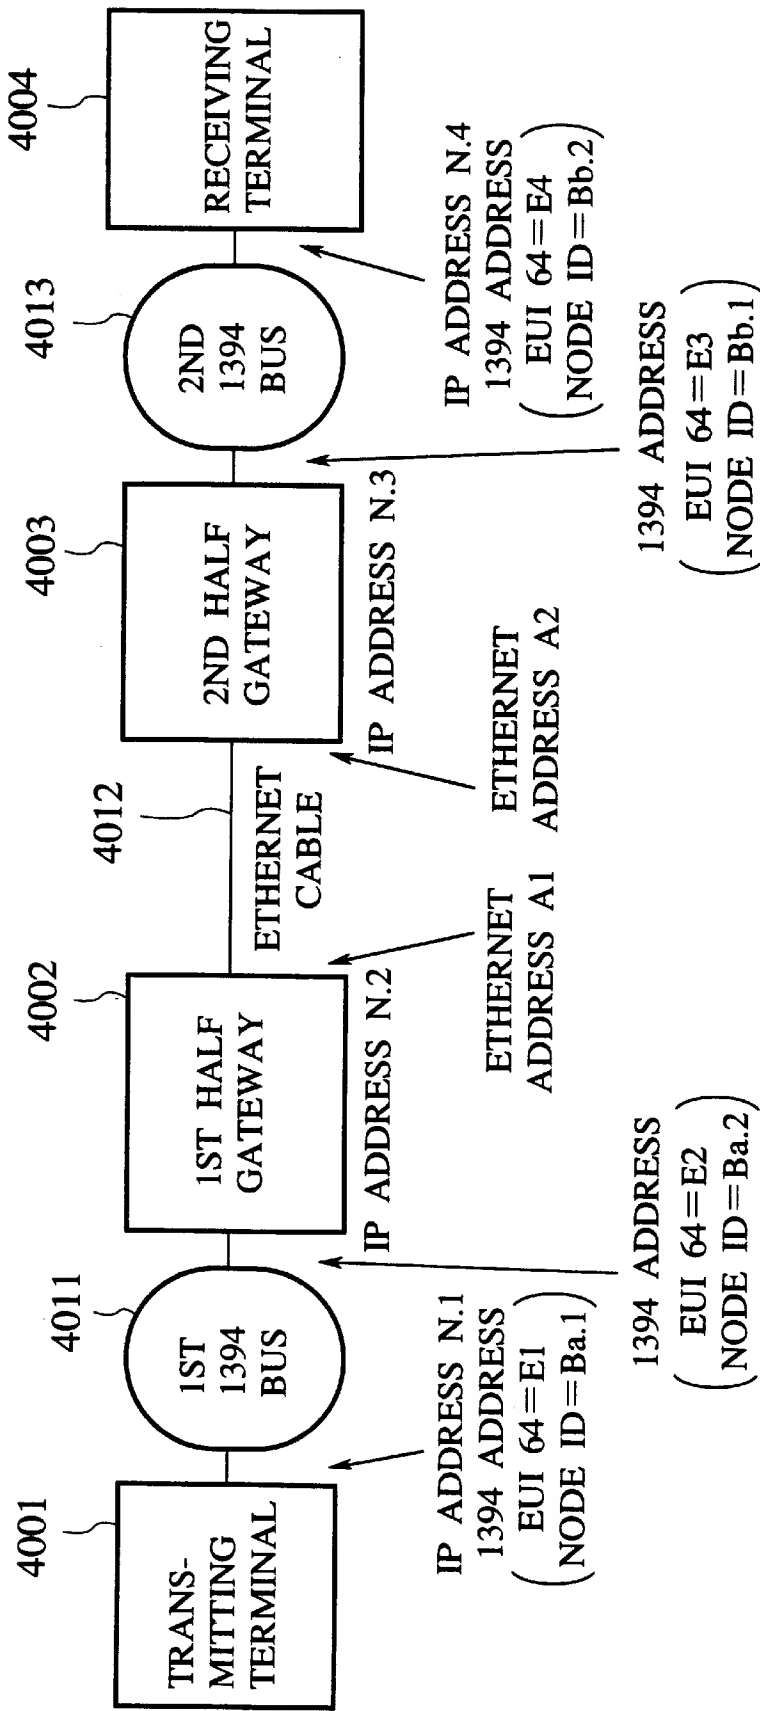 4001
TRANS-
MITTING
TERMINAL
4011
1ST
1394
BUS
4002
1ST HALF
GATEWAY
4012
ETHERNET
CABLE
4003
2ND HALF
GATEWAY
4013
2ND
1394
BUS
4004
RECEIVING
TERMINAL
IP ADDRESS N.1
1394 ADDRESS
(EUI 64=E1
NODE ID=Ba.1)
IP ADDRESS N.2
1394 ADDRESS
(EUI 64=E2
NODE ID=Ba.2)
ETHERNET
ADDRESS A1
ETHERNET
ADDRESS A2
IP ADDRESS N.3
1394 ADDRESS
(EUI 64=E3
NODE ID=Bb.1)
IP ADDRESS N.4
1394 ADDRESS
(EUI 64=E4
NODE ID=Bb.2)